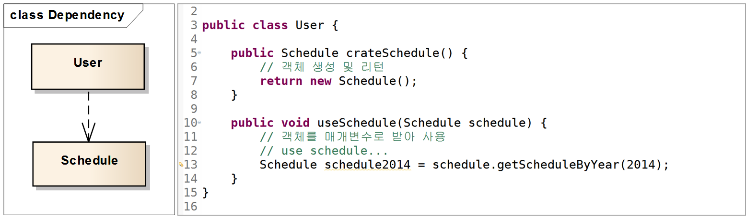 class Dependency
User
Schedule
2
3 public class User {
4
5 public Schedule crateSchedule() {
6 // 객체 생성 및 리턴
7 return new Schedule();
8 }
9
10 public void useSchedule(Schedule schedule) {
11 // 객체를 매개변수로 받아 사용
12 // use schedule...
13 Schedule schedule2014 = schedule.getScheduleByYear(2014);
14 }
15 }
16